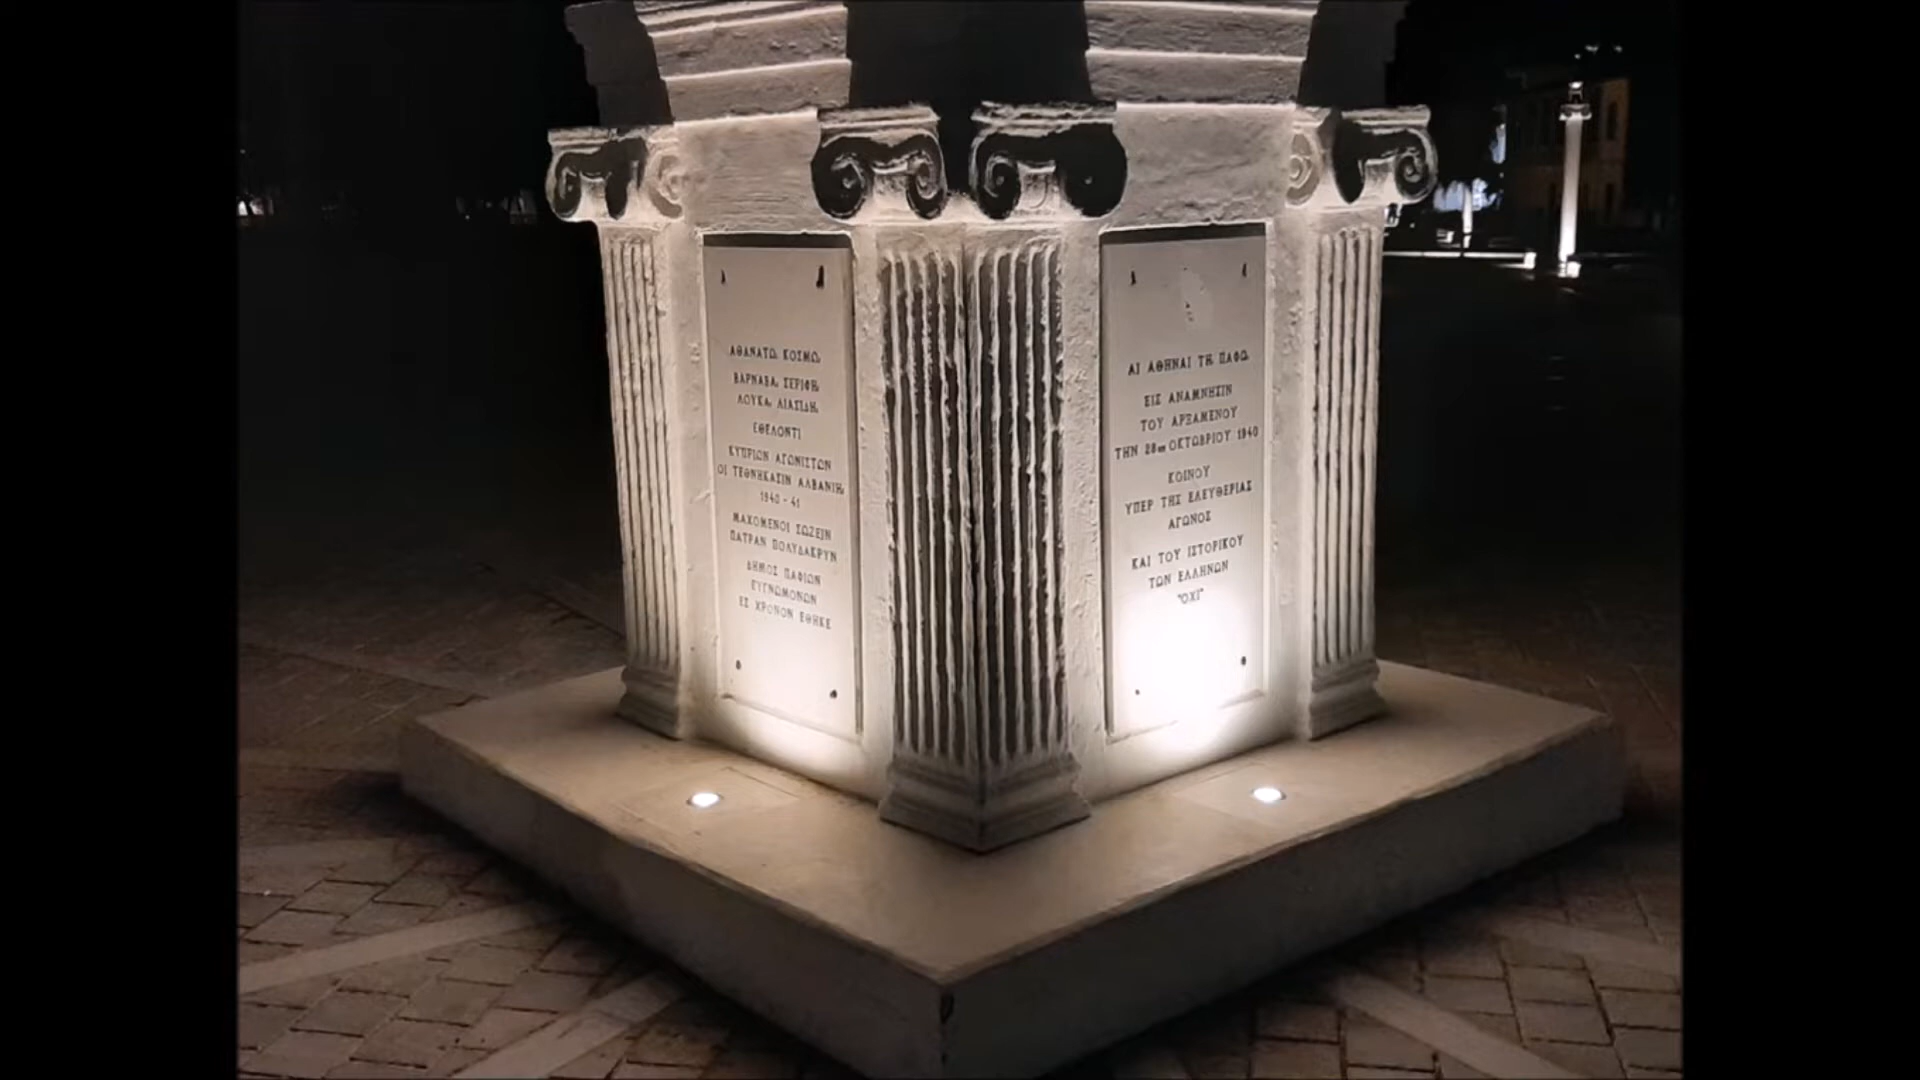 ΑΘΑΝΑΤΩ ΚΟΣΜΩ
ΒΑΡΝΑΒΑ ΣΕΡΙΦΗ
ΛΟΥΚΑ ΛΙΑΣΙΔΗ
ΕΘΕΛΟΝΤΙ
ΚΥΠΡΙΩΝ ΑΓΩΝΙΣΤΩΝ
ΟΙ ΤΕΘΝΗΚΑΣΙΝ ΑΛΒΑΝΙΗ
1940 - 41
ΜΑΧΟΜΕΝΟΙ ΣΩΖΕΙΝ
ΠΑΤΡΑΝ ΠΟΛΥΔΑΚΡΥΝ
ΔΗΜΟΣ ΠΑΦΙΩΝ
ΕΥΓΝΩΜΟΝΩΝ
ΕΣ ΧΡΟΝΟΝ ΕΘΗΚΕ
ΑΙ ΑΘΗΝΑΙ ΤΗ ΠΑΦΩ
ΕΙΣ ΑΝΑΜΝΗΣΙΝ
ΤΟΥ ΑΡΞΑΜΕΝΟΥ
ΤΗΝ 28ην ΟΚΤΩΒΡΙΟΥ 1940
ΚΟΙΝΟΥ
ΥΠΕΡ ΤΗΣ ΕΛΕΥΘΕΡΙΑΣ
ΑΓΩΝΟΣ
ΚΑΙ ΤΟΥ ΙΣΤΟΡΙΚΟΥ
ΤΩΝ ΕΛΛΗΝΩΝ
"ΟΧΙ"